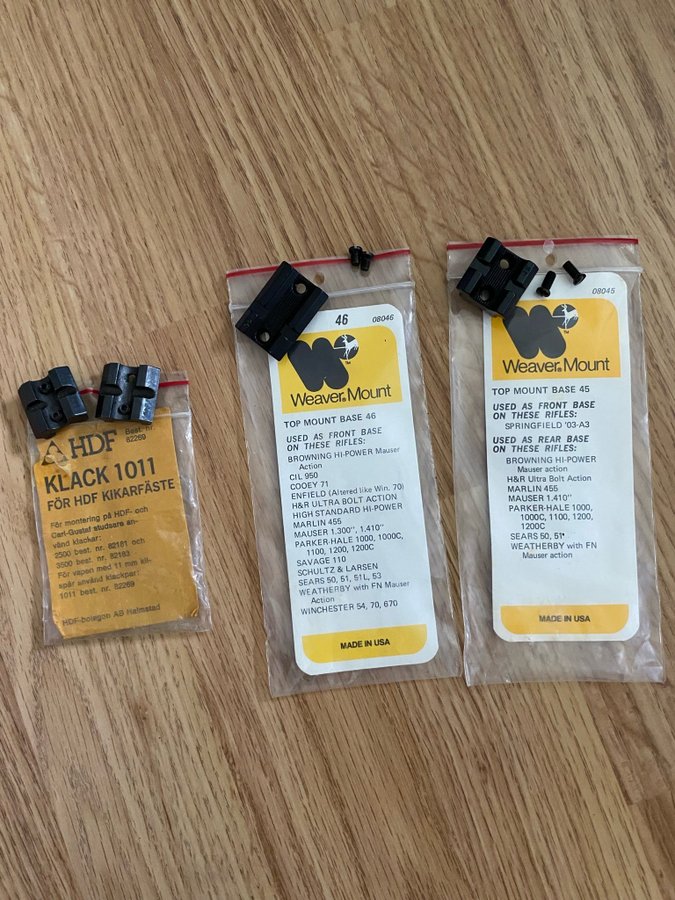 HDF
Best. nr.
82269
KLACK 1011
FÖR HDF KIKARFÄSTE
För montering på HDF- och
Carl-Gustaf studsare an-
vänd klackar:
2500 best. nr. 82181 och
3500 best. nr. 82183
För vapen med 11 mm kil-
spår använd klackpar:
1011 best. nr. 82269
HDF-bolagen AB Halmstad
46
08046
W
TM
Weaver® Mount
TOP MOUNT BASE 46
USED AS FRONT BASE
ON THESE RIFLES:
BROWNING HI-POWER Mauser
Action
CIL 950
COOEY 71
ENFIELD (Altered like Win. 70)
H&R ULTRA BOLT ACTION
HIGH STANDARD HI-POWER
MARLIN 455
MAUSER 1.300", 1.410"
PARKER-HALE 1000, 1000C,
1100, 1200, 1200C
SAVAGE 110
SCHULTZ & LARSEN
SEARS 50, 51, 51L, 53
WEATHERBY with FN Mauser
Action
WINCHESTER 54, 70, 670
MADE IN USA
08045
W
TM
Weaver® Mount
TOP MOUNT BASE 45
USED AS FRONT BASE
ON THESE RIFLES:
SPRINGFIELD '03-A3
USED AS REAR BASE
ON THESE RIFLES:
BROWNING HI-POWER
Mauser action
H&R Ultra Bolt Action
MARLIN 455
MAUSER 1.410"
PARKER-HALE 1000,
1000C, 1100, 1200,
1200C
SEARS 50, 51*
WEATHERBY with FN
Mauser action
MADE IN USA